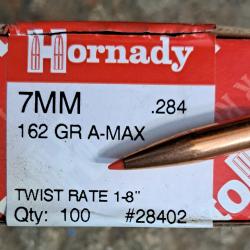 Hornady
7MM .284
162 GR A-MAX
TWIST RATE 1-8"
Qty: 100 #28402